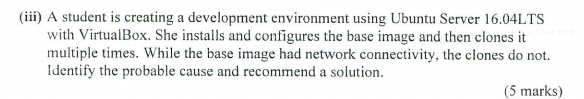 (iii) A student is creating a development environment using Ubuntu Server 16.04LTS
with VirtualBox. She installs and configures the base image and then clones it
multiple times. While the base image had network connectivity, the clones do not.
Identify the probable cause and recommend a solution.
(5 marks)